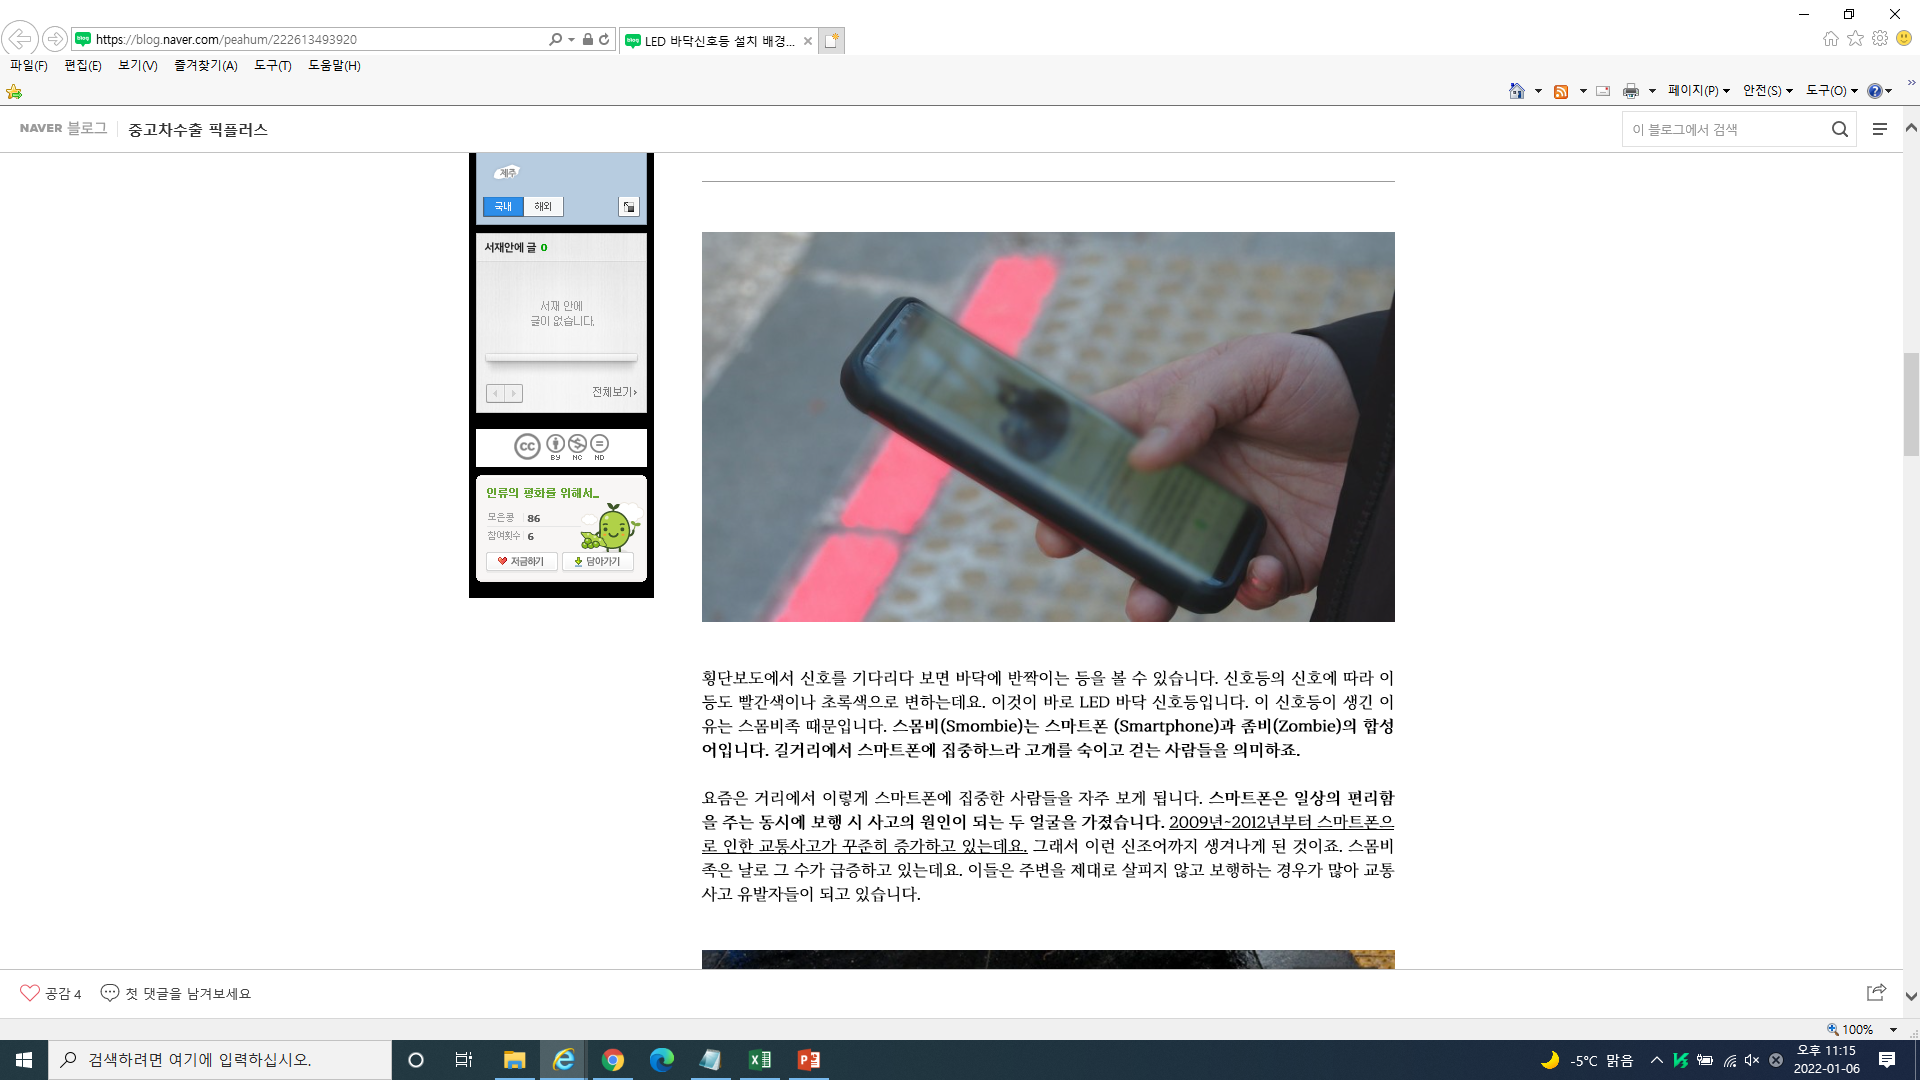 https://blog.naver.com/peahum/222613493920
LED 바닥신호등 설치 배경...
파일(F) 편집(E) 보기(V) 즐겨찾기(A) 도구(T) 도움말(H)
페이지(P) 안전(S) 도구(O)
NAVER 블로그 중고차수출 픽플러스
이 블로그에서 검색
제주
국내 해외
서재안에 글 0
서재 안에
글이 없습니다.
전체보기
cc BY NC ND
인류의 평화를 위해서_
모은콩 86
참여횟수 6
저금하기 담아가기
횡단보도에서 신호를 기다리다 보면 바닥에 반짝이는 등을 볼 수 있습니다. 신호등의 신호에 따라 이
등도 빨간색이나 초록색으로 변하는데요. 이것이 바로 LED 바닥 신호등입니다. 이 신호등이 생긴 이
유는 스몸비족 때문입니다. 스몸비(Smombie)는 스마트폰 (Smartphone)과 좀비(Zombie)의 합성
어입니다. 길거리에서 스마트폰에 집중하느라 고개를 숙이고 걷는 사람들을 의미하죠.
요즘은 거리에서 이렇게 스마트폰에 집중한 사람들을 자주 보게 됩니다. 스마트폰은 일상의 편리함
을 주는 동시에 보행 시 사고의 원인이 되는 두 얼굴을 가졌습니다. 2009년~2012년부터 스마트폰으
로 인한 교통사고가 꾸준히 증가하고 있는데요. 그래서 이런 신조어까지 생겨나게 된 것이죠. 스몸비
족은 날로 그 수가 급증하고 있는데요. 이들은 주변을 제대로 살피지 않고 보행하는 경우가 많아 교통
사고 유발자들이 되고 있습니다.
공감 4 첫 댓글을 남겨보세요
100%
검색하려면 여기에 입력하십시오.
-5°C 맑음
오후 11:15
2022-01-06